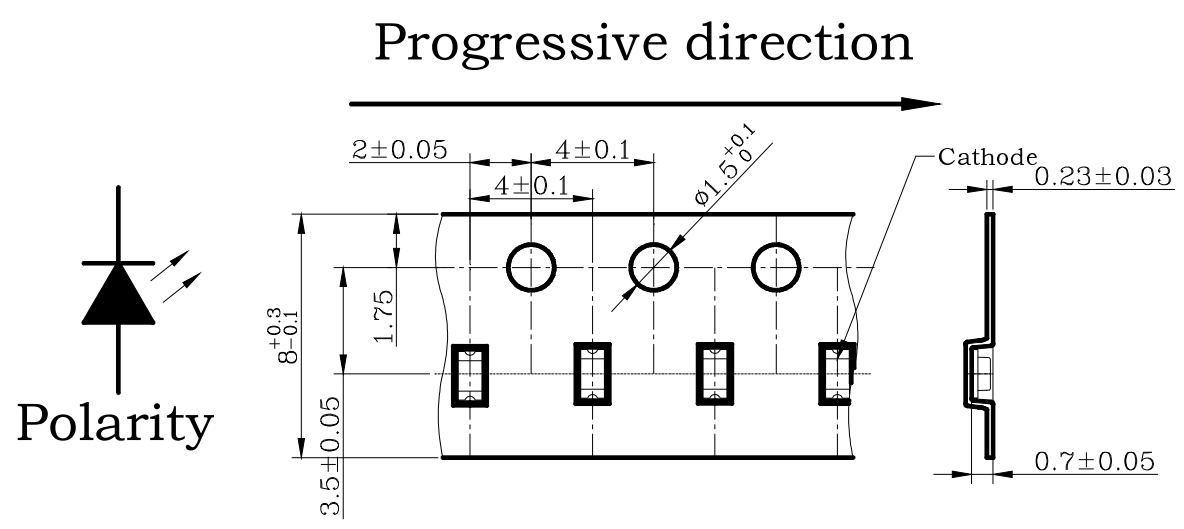 Progressive direction
2±0.05
4±0.1
ø1.5 +0.1 0
4±0.1
Cathode
0.23±0.03
1.75
8 +0.3 -0.1
3.5±0.05
Polarity
0.7±0.05